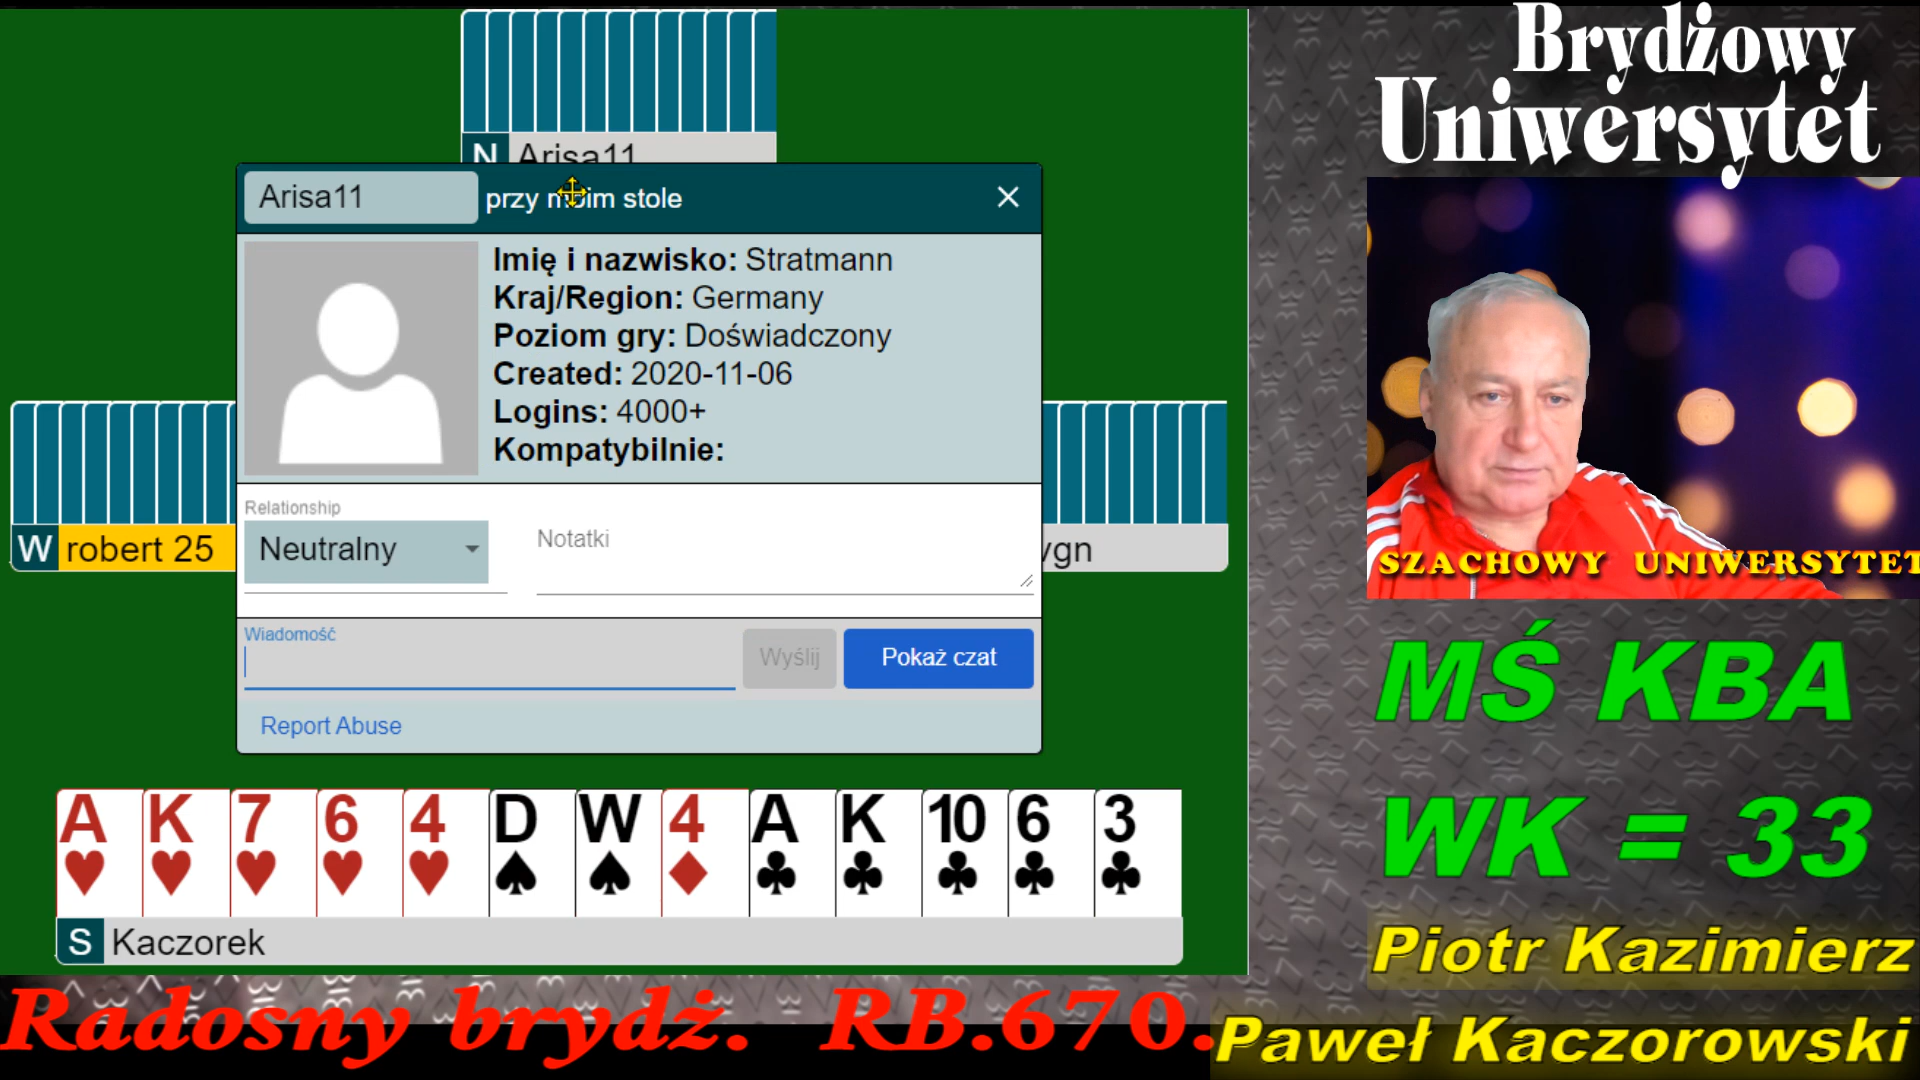 Brydżowy
Uniwersytet
N Arisa11
Arisa11 przy moim stole
Imię i nazwisko: Stratmann
Kraj/Region: Germany
Poziom gry: Doświadczony
Created: 2020-11-06
Logins: 4000+
Kompatybilnie:
W robert 25
vgn
Relationship
Neutralny
Notatki
Wiadomość
Wyślij
Pokaż czat
Report Abuse
A K 7 6 4 D W 4 A K 10 6 3
S Kaczorek
SZACHOWY UNIWERSYTET
MŚ KBA
WK = 33
Piotr Kazimierz
Paweł Kaczorowski
Radosny brydż. RB.670.